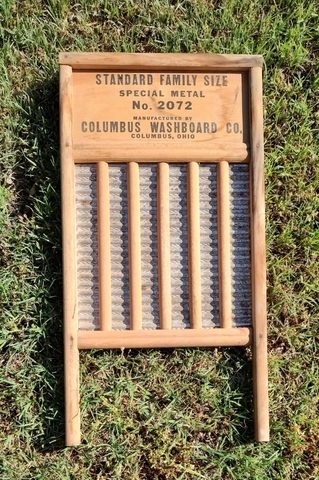 STANDARD FAMILY SIZE
SPECIAL METAL
No. 2072
MANUFACTURED BY
COLUMBUS WASHBOARD CO.
COLUMBUS, OHIO